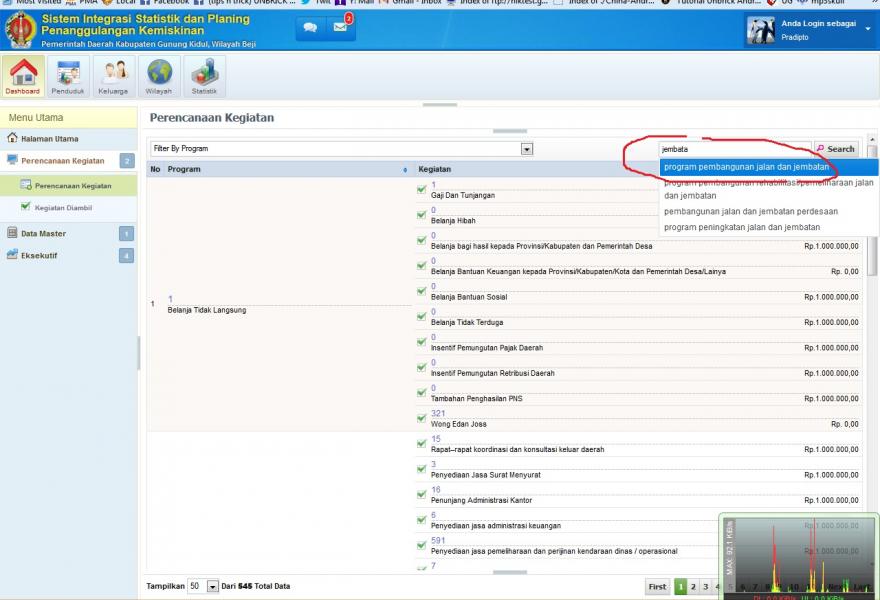 Most Visited PMA Local Facebook (tips n trick) UNBRICK ... Twit Y! Mail Gmail - Inbox Index of ftp://hktes1.g... Index of /China-Andr... Tutorial Unbrick Andr... UG mp3skull
Sistem Integrasi Statistik dan Planing
Penanggulangan Kemiskinan
Pemerintah Daerah Kabupaten Gunung Kidul, Wilayah Beji
2
Anda Login sebagai
Pradipto
Dashboard Penduduk Keluarga Wilayah Statistik
Menu Utama
Halaman Utama
Perencanaan Kegiatan 2
Perencanaan Kegiatan
Kegiatan Diambil
Data Master 1
Eksekutif 4
Perencanaan Kegiatan
Filter By Program
jembata
Search
program pembangunan jalan dan jembatan
program pembangunan rehabilitasi/pemeliharaan jalan
dan jembatan
pembangunan jalan dan jembatan perdesaan
program peningkatan jalan dan jembatan
No Program Kegiatan
1
1
Belanja Tidak Langsung
1
Gaji Dan Tunjangan
0
Belanja Hibah
0
Belanja bagi hasil kepada Provinsi/Kabupaten dan Pemerintah Desa Rp.1.000.000,00
0
Belanja Bantuan Keuangan kepada Provinsi/Kabupaten/Kota dan Pemerintah Desa/Lainya Rp. 0,00
0
Belanja Bantuan Sosial Rp.1.000.000,00
0
Belanja Tidak Terduga Rp.1.000.000,00
0
Insentif Pemungutan Pajak Daerah Rp.1.000.000,00
0
Insentif Pemungutan Retribusi Daerah Rp.1.000.000,00
0
Tambahan Penghasilan PNS Rp.1.000.000,00
321
Wong Edan Joss Rp. 0,00
15
Rapat-rapat koordinasi dan konsultasi keluar daerah Rp.1.000.000,00
3
Penyediaan Jasa Surat Menyurat Rp.1.000.000,00
16
Penunjang Administrasi Kantor Rp.1.000.000,00
6
Penyediaan jasa administrasi keuangan Rp.1.000.000,00
591
Penyediaan jasa pemeliharaan dan perijinan kendaraan dinas / operasional Rp.1.000.000,00
7
Tampilkan 50 Dari 545 Total Data
First 1 2 3 4 5 6 7 8 9 10 Next Last
MAX: 92.1 KiB/s
DL: 0.0 KiB/s UL: 0.0 KiB/s